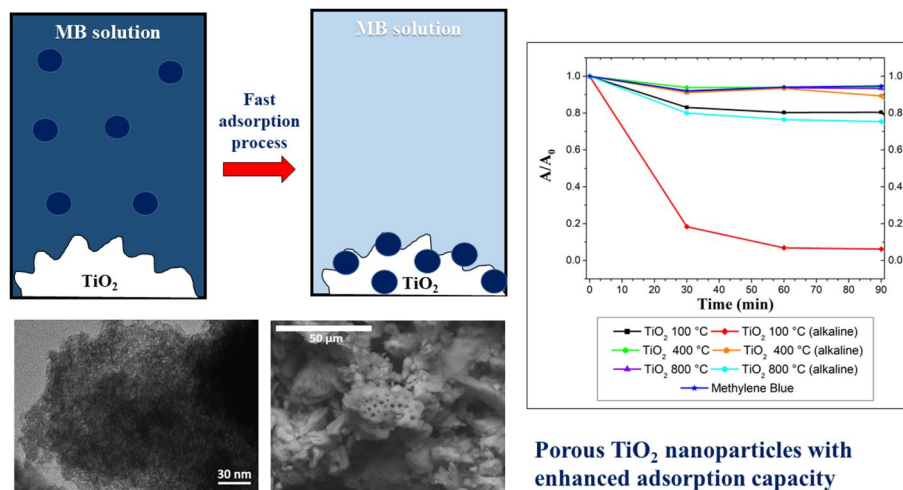 MB solution
Fast
adsorption
process
TiO₂
MB solution
TiO₂
30 nm
50 µm
A/A₀
1.0
0.8
0.6
0.4
0.2
0.0
1.0
0.8
0.6
0.4
0.2
0.0
0 10 20 30 40 50 60 70 80 90
Time (min)
TiO₂ 100 °C TiO₂ 100 °C (alkaline)
TiO₂ 400 °C TiO₂ 400 °C (alkaline)
TiO₂ 800 °C TiO₂ 800 °C (alkaline)
Methylene Blue
Porous TiO₂ nanoparticles with
enhanced adsorption capacity